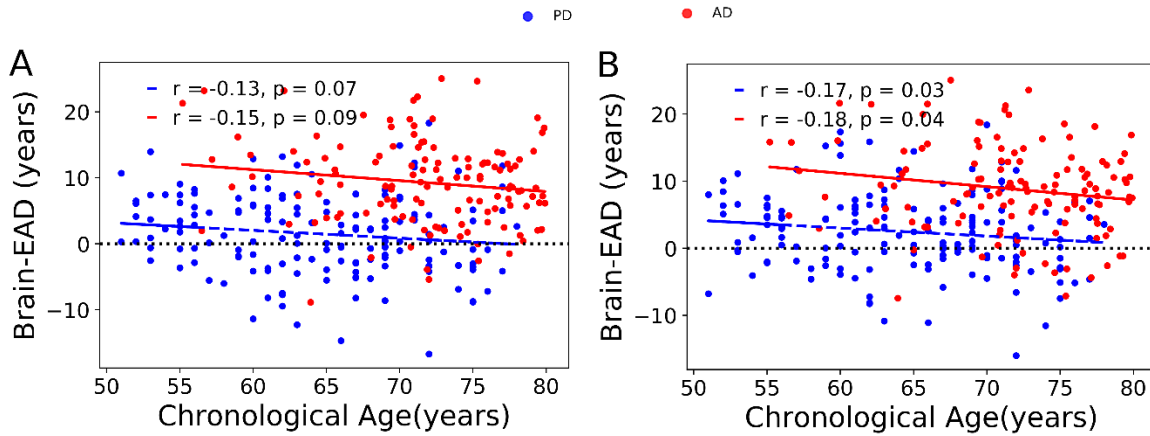 PD AD
A
r = -0.13, p = 0.07
r = -0.15, p = 0.09
Brain-EAD (years)
20
10
0
−10
50 55 60 65 70 75 80
Chronological Age(years)
B
r = -0.17, p = 0.03
r = -0.18, p = 0.04
Brain-EAD (years)
20
10
0
−10
50 55 60 65 70 75 80
Chronological Age(years)